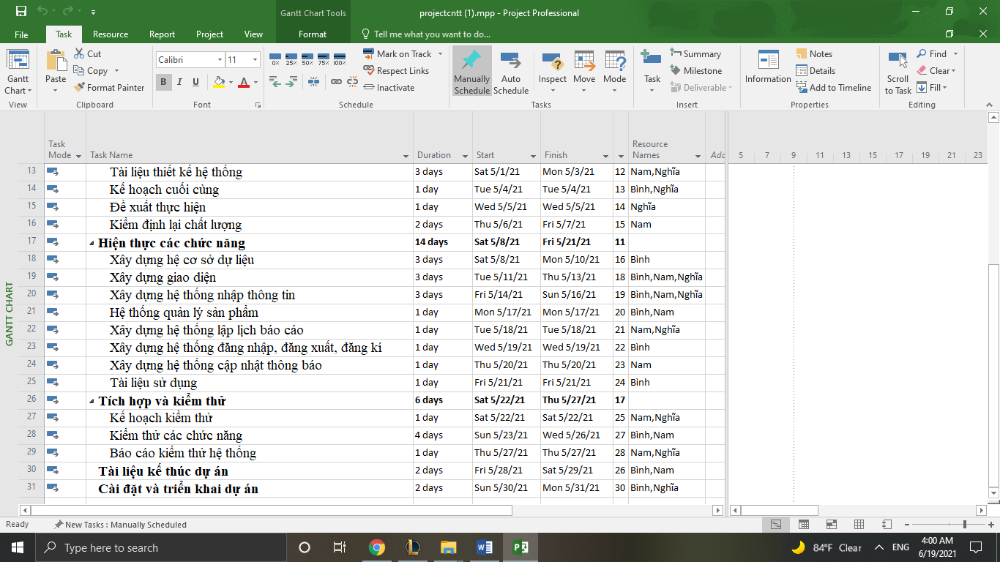 Gantt Chart Tools
projectcntt (1).mpp - Project Professional
File Task Resource Report Project View Format Tell me what you want to do...
Gantt Chart
View
Paste
Cut
Copy
Format Painter
Clipboard
Calibri 11
B I U A
Font
0% 25% 50% 75% 100%
Mark on Track
Respect Links
Inactivate
Schedule
Manually Schedule
Auto Schedule
Inspect Move Mode
Tasks
Task
Summary
Milestone
Deliverable
Insert
Information
Notes
Details
Add to Timeline
Properties
Scroll to Task
Find
Clear
Fill
Editing
Task Mode Task Name Duration Start Finish Resource Names Add 5 7 9 11 13 15 17 19 21 23
GANTT CHART
13 Tài liệu thiết kế hệ thống 3 days Sat 5/1/21 Mon 5/3/21 12 Nam,Nghĩa
14 Kế hoạch cuối cùng 1 day Tue 5/4/21 Tue 5/4/21 13 Bình,Nghĩa
15 Đề xuất thực hiện 1 day Wed 5/5/21 Wed 5/5/21 14 Nghĩa
16 Kiểm định lại chất lượng 2 days Thu 5/6/21 Fri 5/7/21 15 Nam
17 Hiện thực các chức năng 14 days Sat 5/8/21 Fri 5/21/21 11
18 Xây dựng hệ cơ sở dự liệu 3 days Sat 5/8/21 Mon 5/10/21 16 Bình
19 Xây dựng giao diện 3 days Tue 5/11/21 Thu 5/13/21 18 Bình,Nam,Nghĩa
20 Xây dựng hệ thống nhập thông tin 3 days Fri 5/14/21 Sun 5/16/21 19 Bình,Nam,Nghĩa
21 Hệ thống quản lý sản phẩm 1 day Mon 5/17/21 Mon 5/17/21 20 Bình,Nam
22 Xây dựng hệ thống lập lịch báo cáo 1 day Tue 5/18/21 Tue 5/18/21 21 Nam,Nghĩa
23 Xây dựng hệ thống đăng nhập, đăng xuất, đăng kí 1 day Wed 5/19/21 Wed 5/19/21 22 Bình
24 Xây dựng hệ thống cập nhật thông báo 1 day Thu 5/20/21 Thu 5/20/21 23 Nam
25 Tài liệu sử dụng 1 day Fri 5/21/21 Fri 5/21/21 24 Bình
26 Tích hợp và kiểm thử 6 days Sat 5/22/21 Thu 5/27/21 17
27 Kế hoạch kiểm thử 1 day Sat 5/22/21 Sat 5/22/21 25 Nam,Nghĩa
28 Kiểm thử các chức năng 4 days Sun 5/23/21 Wed 5/26/21 27 Bình,Nam
29 Báo cáo kiểm thử hệ thống 1 day Thu 5/27/21 Thu 5/27/21 28 Nam,Nghĩa
30 Tài liệu kế thúc dự án 2 days Fri 5/28/21 Sat 5/29/21 26 Bình,Nam
31 Cài đặt và triển khai dự án 2 days Sun 5/30/21 Mon 5/31/21 30 Bình,Nghĩa
Ready New Tasks : Manually Scheduled
Type here to search 84°F Clear ENG 4:00 AM
6/19/2021